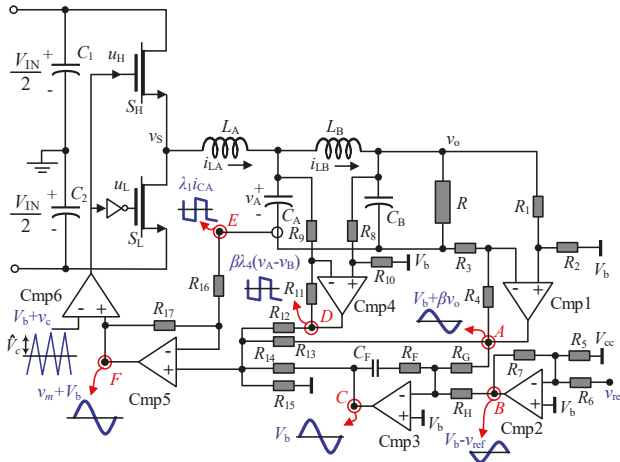 V_IN/2
+
-
C_1
u_H
S_H
v_S
L_A
i_LA
L_B
i_LB
v_o
V_IN/2
+
-
C_2
u_L
S_L
λ_1 i_CA
E
v_A
+
-
C_A
R_9
R_8
C_B
R
R_1
R_2
V_b
R_3
R_10
V_b
Cmp6
-
+
R_16
βλ_4(v_A-v_B)
R_11
-
+
Cmp4
R_4
-
+
Cmp1
V_b+v_c
V̂_c
R_17
R_12
D
V_b+βv_o
A
R_13
v_m+V_b
F
+
-
Cmp5
R_14
R_15
C_F
R_F
R_G
R_H
C
-
+
Cmp3
V_b
V_b
B
R_7
R_5
V_cc
R_6
v_re
-
+
V_b
Cmp2
V_b-v_ref